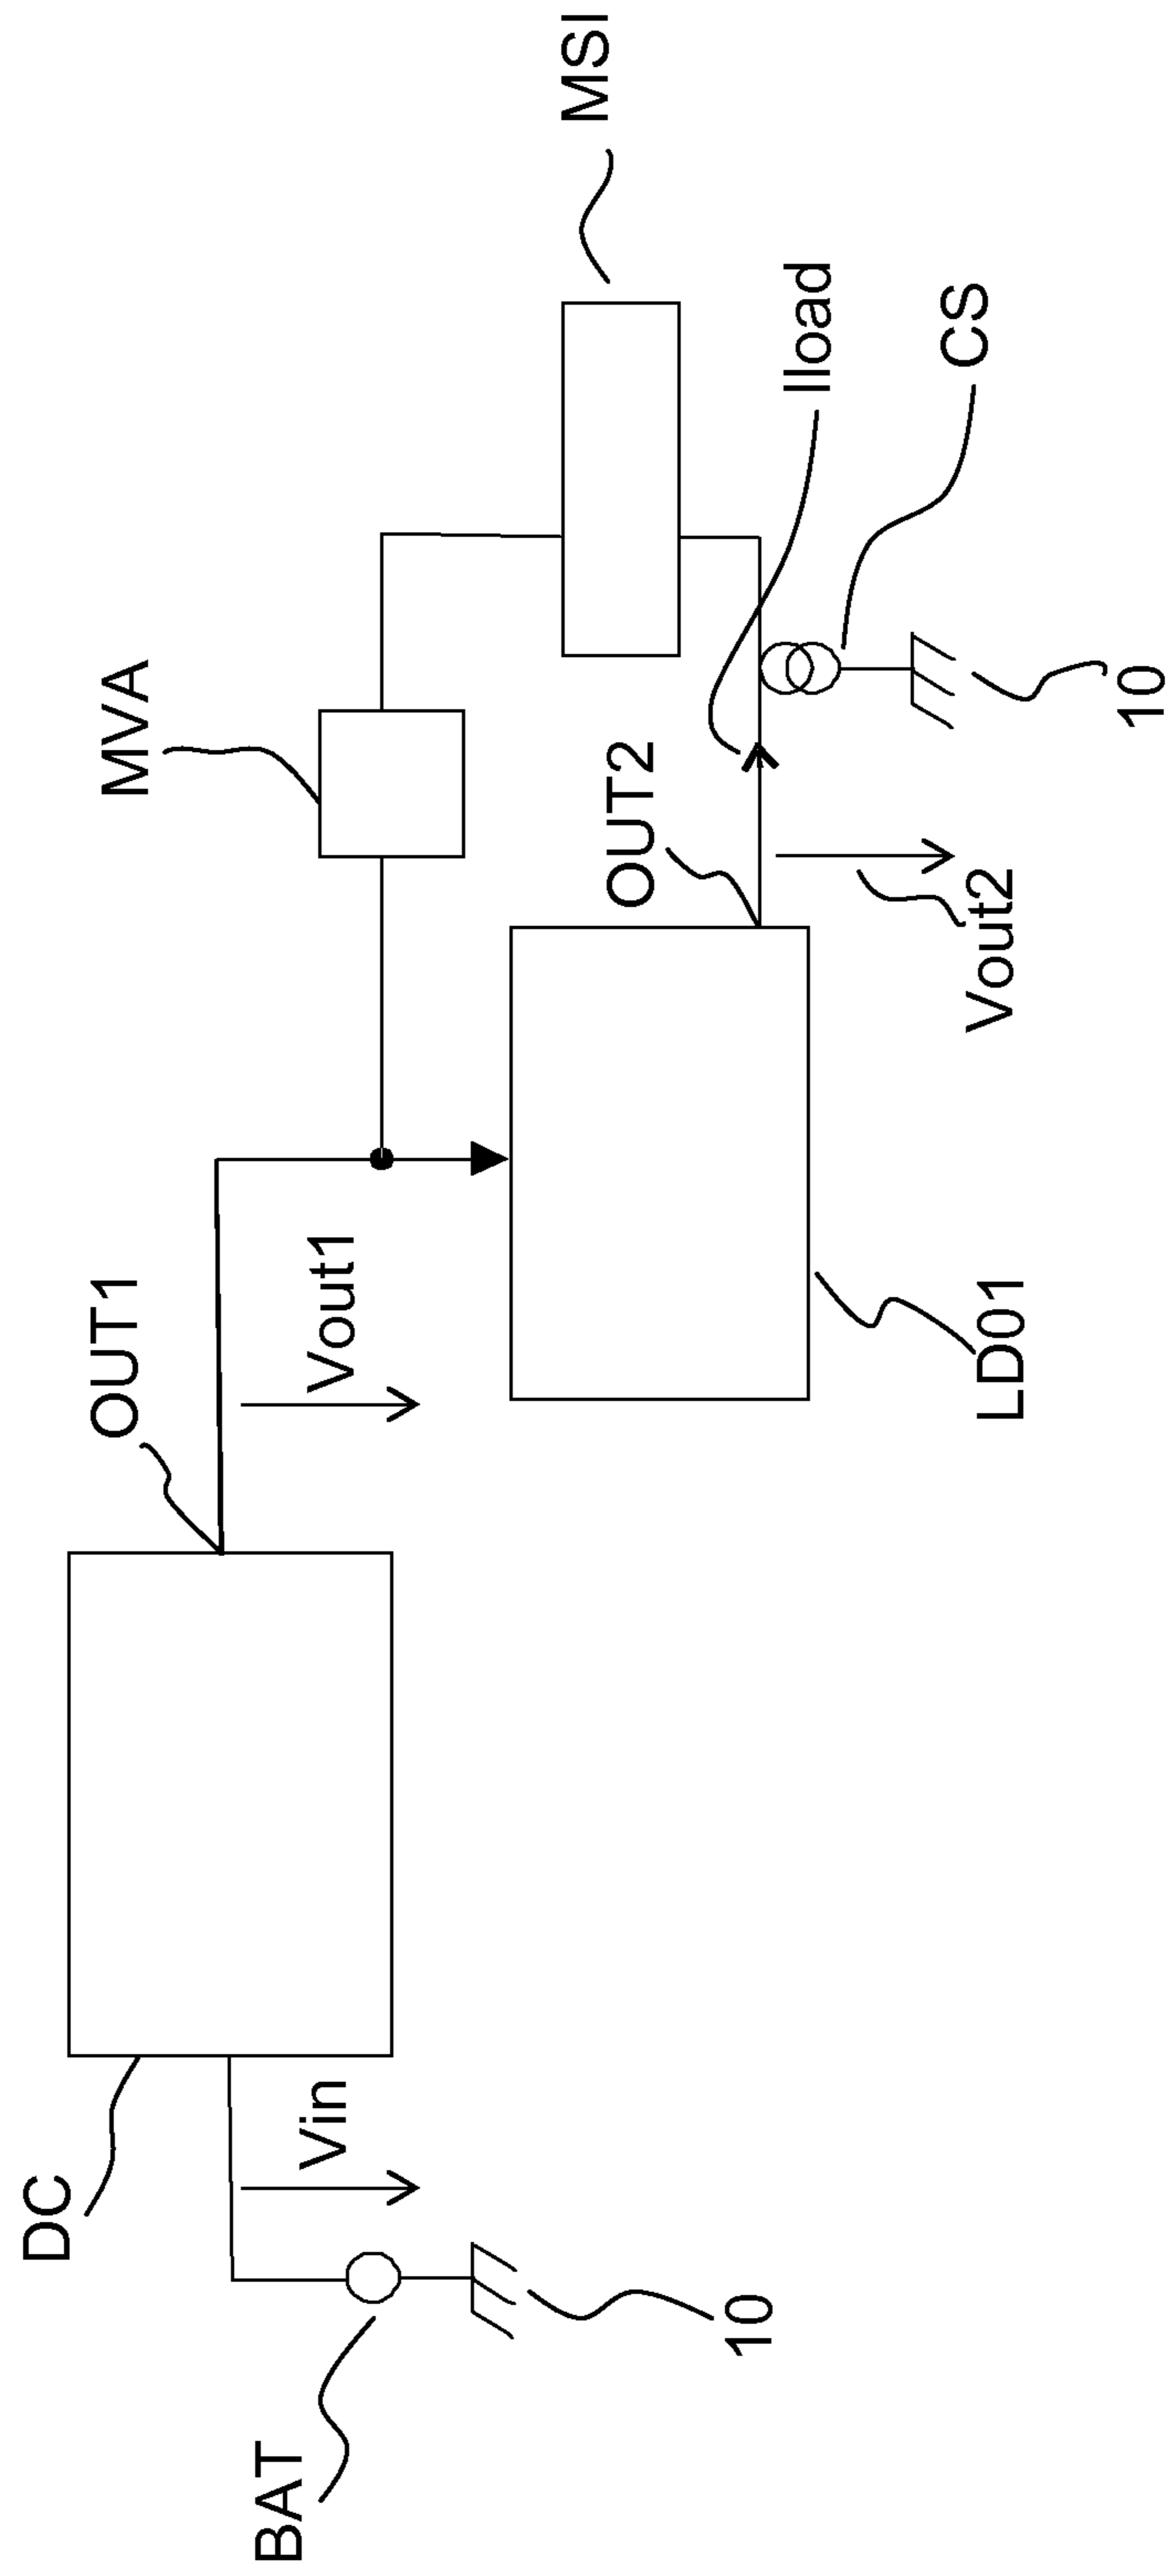 DC
OUT1
MVA
BAT
Vin
Vout1
MSI
OUT2
10
Iload
CS
LD01
Vout2
10